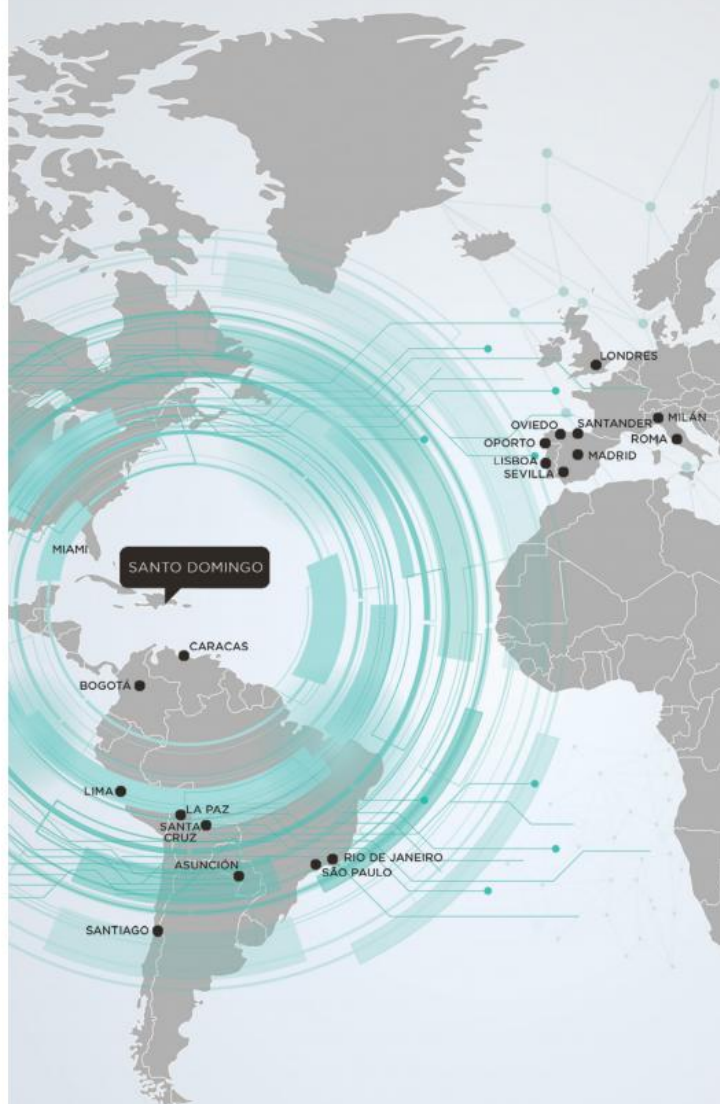 LONDRES
OVIEDO
SANTANDER
MILÁN
OPORTO
ROMA
LISBOA
MADRID
SEVILLA
MIAMI
SANTO DOMINGO
CARACAS
BOGOTÁ
LIMA
LA PAZ
SANTA
CRUZ
ASUNCIÓN
RIO DE JANEIRO
SÃO PAULO
SANTIAGO